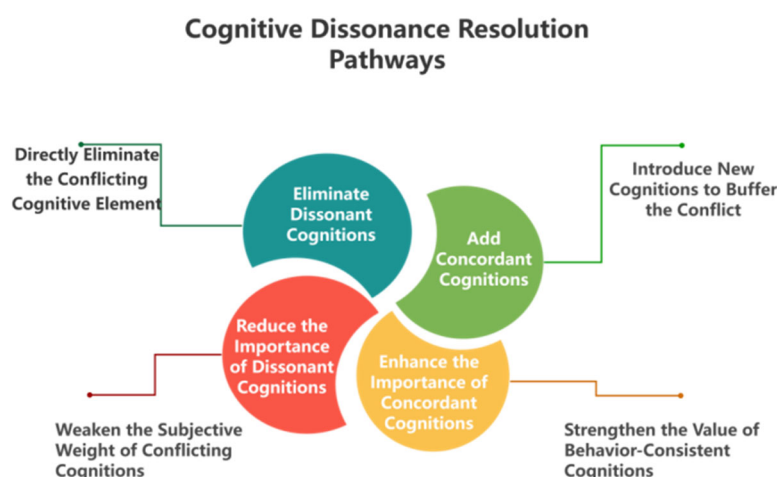 Cognitive Dissonance Resolution
Pathways
Directly Eliminate
the Conflicting
Cognitive Element
Eliminate
Dissonant
Cognitions
Add
Concordant
Cognitions
Introduce New
Cognitions to Buffer
the Conflict
Reduce the
Importance
of Dissonant
Cognitions
Enhance the
Importance of
Concordant
Cognitions
Weaken the Subjective
Weight of Conflicting
Cognitions
Strengthen the Value of
Behavior-Consistent
Cognitions